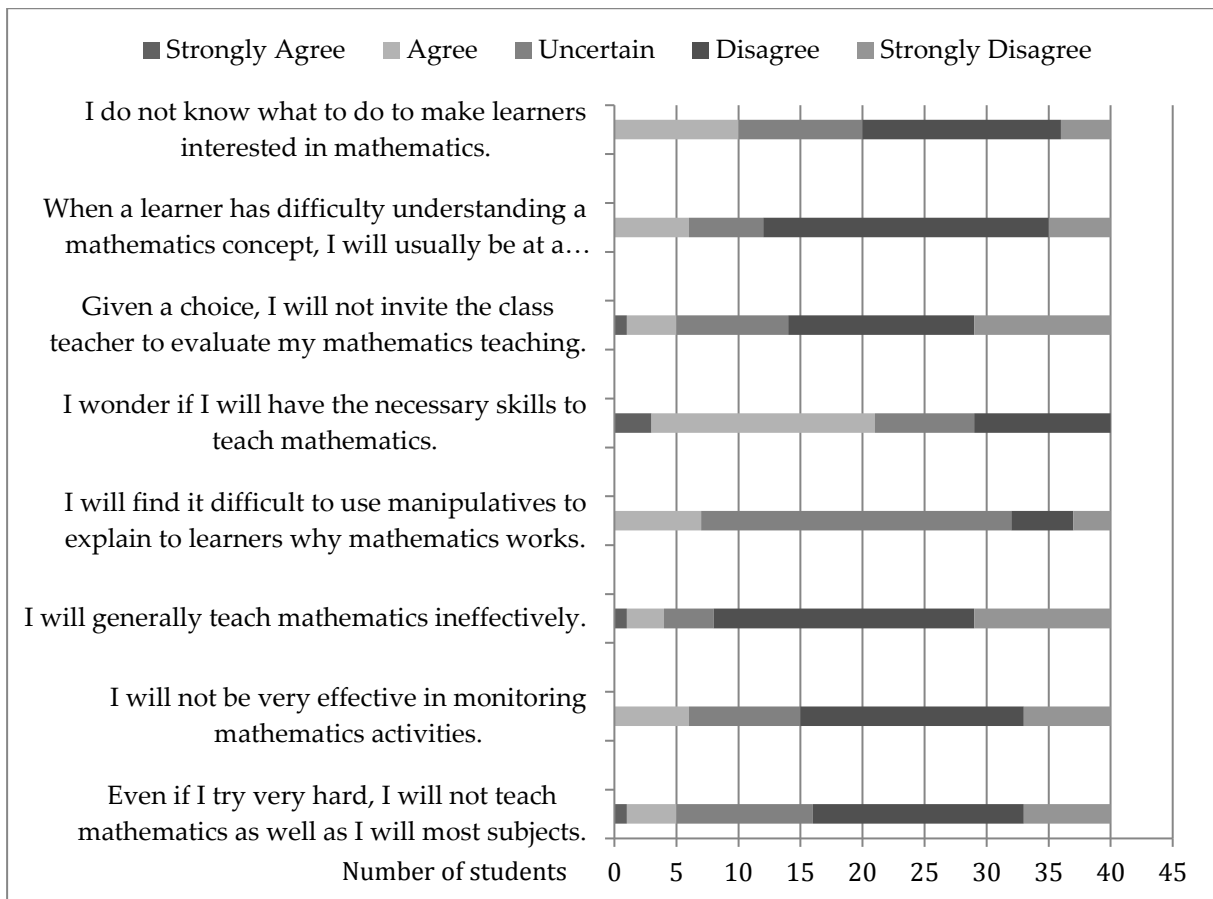 Strongly Agree Agree Uncertain Disagree Strongly Disagree
I do not know what to do to make learners
interested in mathematics.
When a learner has difficulty understanding a
mathematics concept, I will usually be at a…
Given a choice, I will not invite the class
teacher to evaluate my mathematics teaching.
I wonder if I will have the necessary skills to
teach mathematics.
I will find it difficult to use manipulatives to
explain to learners why mathematics works.
I will generally teach mathematics ineffectively.
I will not be very effective in monitoring
mathematics activities.
Even if I try very hard, I will not teach
mathematics as well as I will most subjects.
Number of students 0 5 10 15 20 25 30 35 40 45